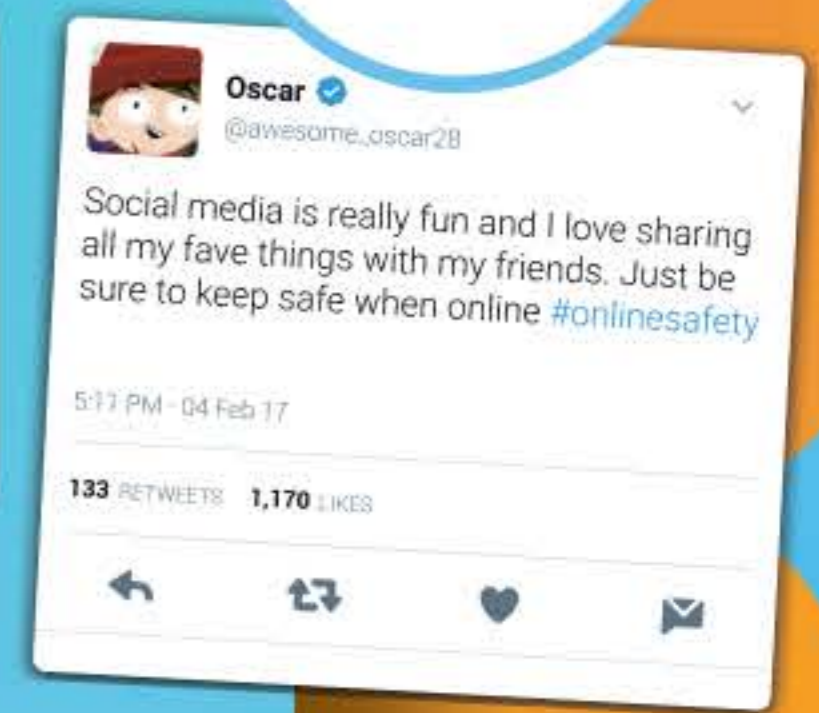 Oscar
@awesome_oscar28
Social media is really fun and I love sharing
all my fave things with my friends. Just be
sure to keep safe when online #onlinesafety
5:11 PM - 04 Feb 17
133 RETWEETS 1,170 LIKES